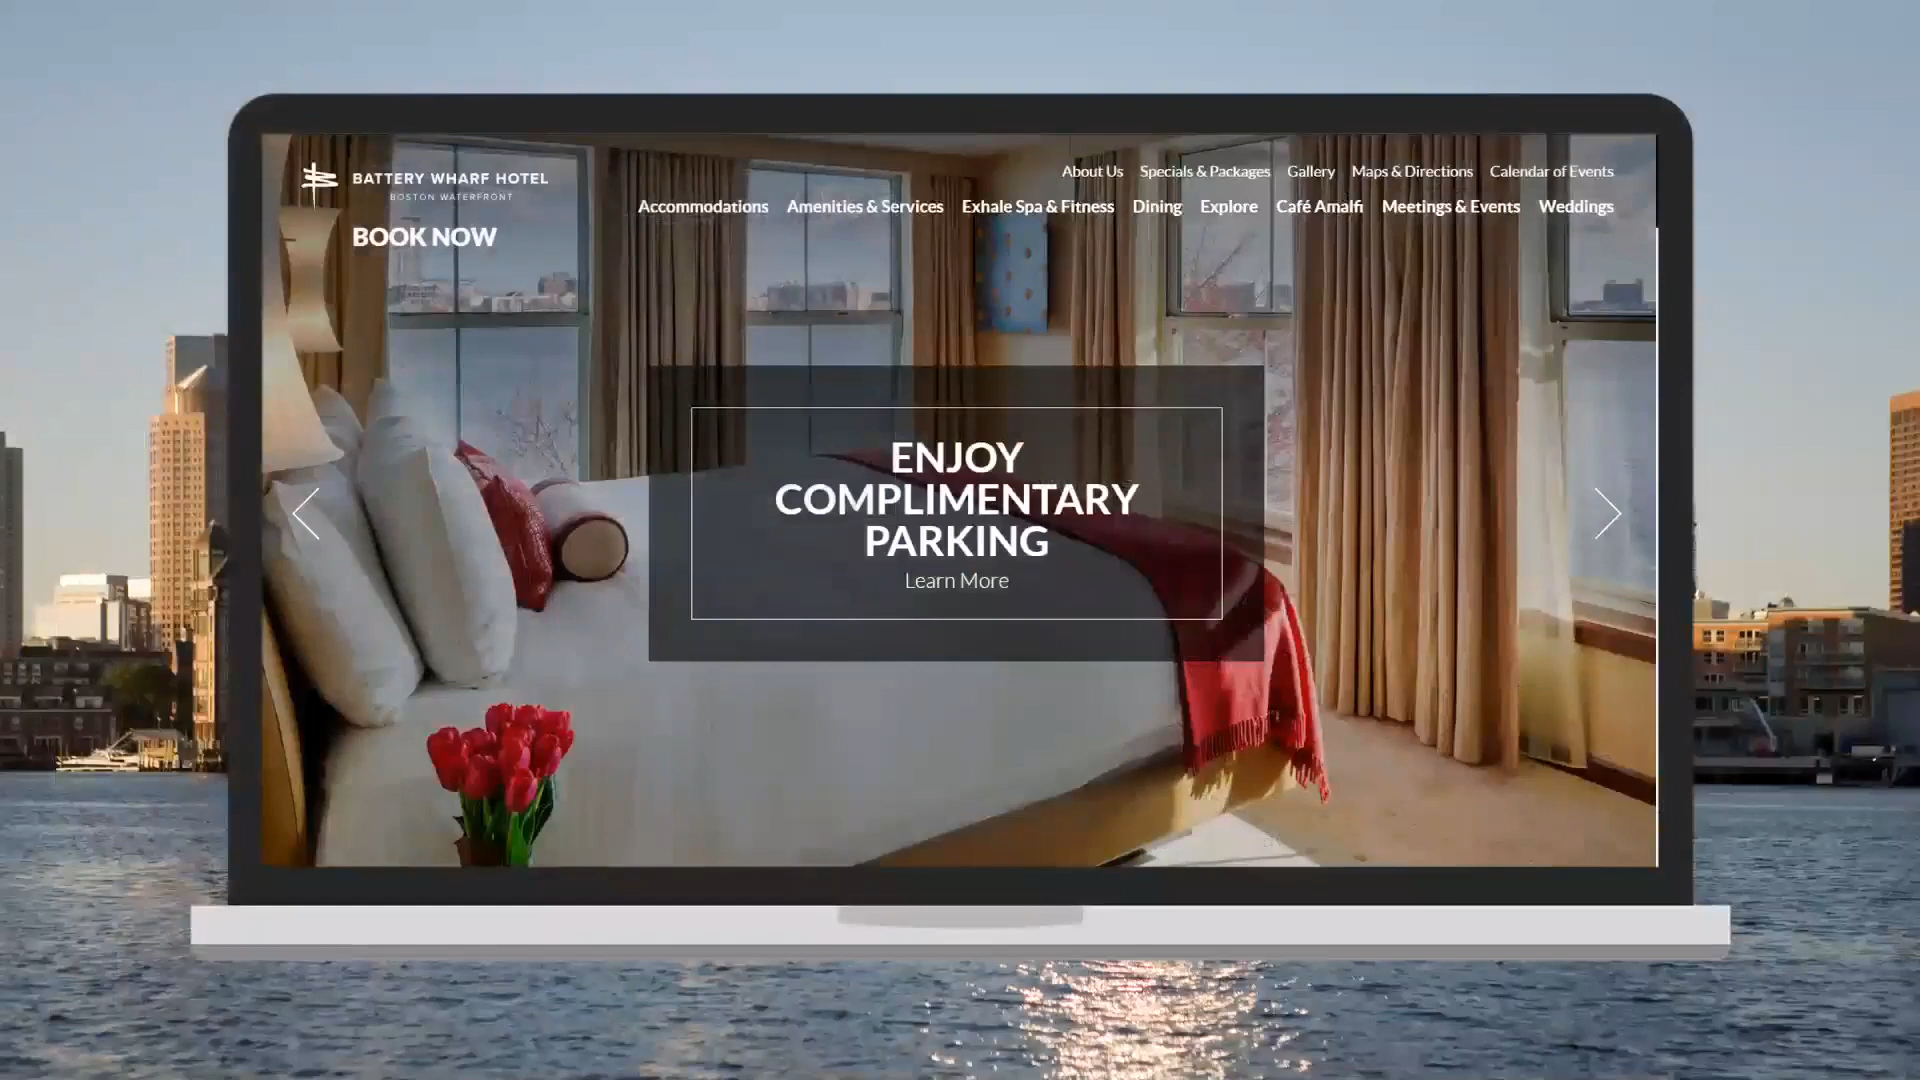 BATTERY WHARF HOTEL
BOSTON WATERFRONT
BOOK NOW
About Us Specials & Packages Gallery Maps & Directions Calendar of Events
Accommodations Amenities & Services Exhale Spa & Fitness Dining Explore Café Amalfi Meetings & Events Weddings
ENJOY
COMPLIMENTARY
PARKING
Learn More